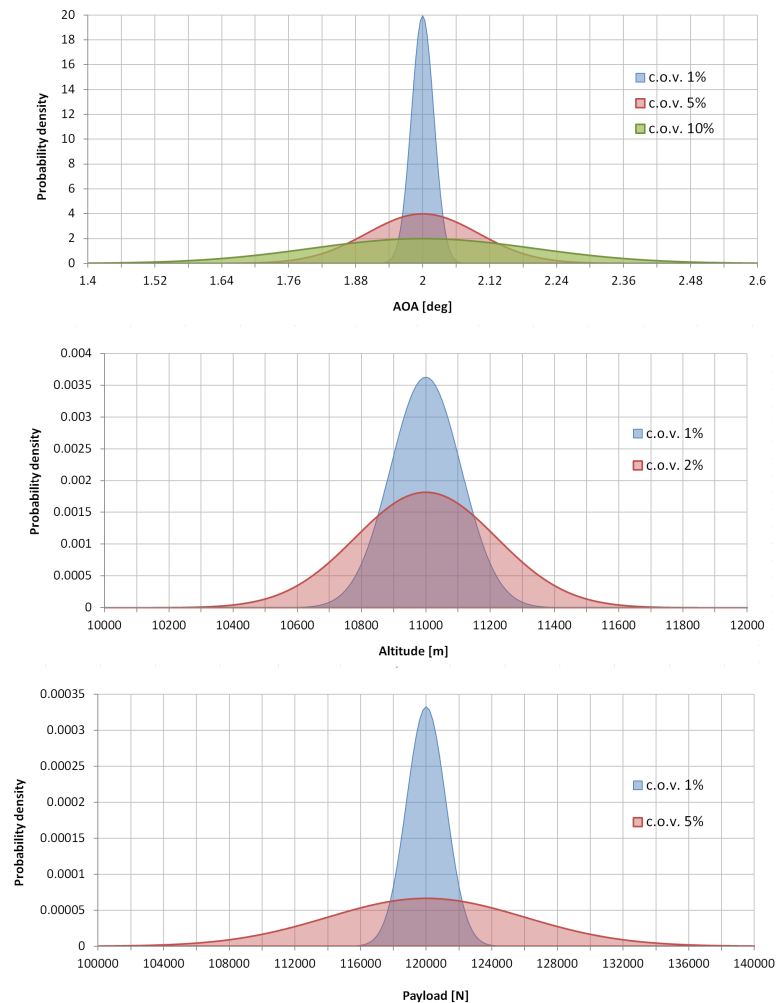 20
18
16
14
12
10
8
6
4
2
0
Probability density
c.o.v. 1%
c.o.v. 5%
c.o.v. 10%
1.4 1.52 1.64 1.76 1.88 2 2.12 2.24 2.36 2.48 2.6
AOA [deg]
0.004
0.0035
0.003
0.0025
0.002
0.0015
0.001
0.0005
0
Probability density
c.o.v. 1%
c.o.v. 2%
10000 10200 10400 10600 10800 11000 11200 11400 11600 11800 12000
Altitude [m]
0.00035
0.0003
0.00025
0.0002
0.00015
0.0001
0.00005
0
Probability density
c.o.v. 1%
c.o.v. 5%
100000 104000 108000 112000 116000 120000 124000 128000 132000 136000 140000
Payload [N]